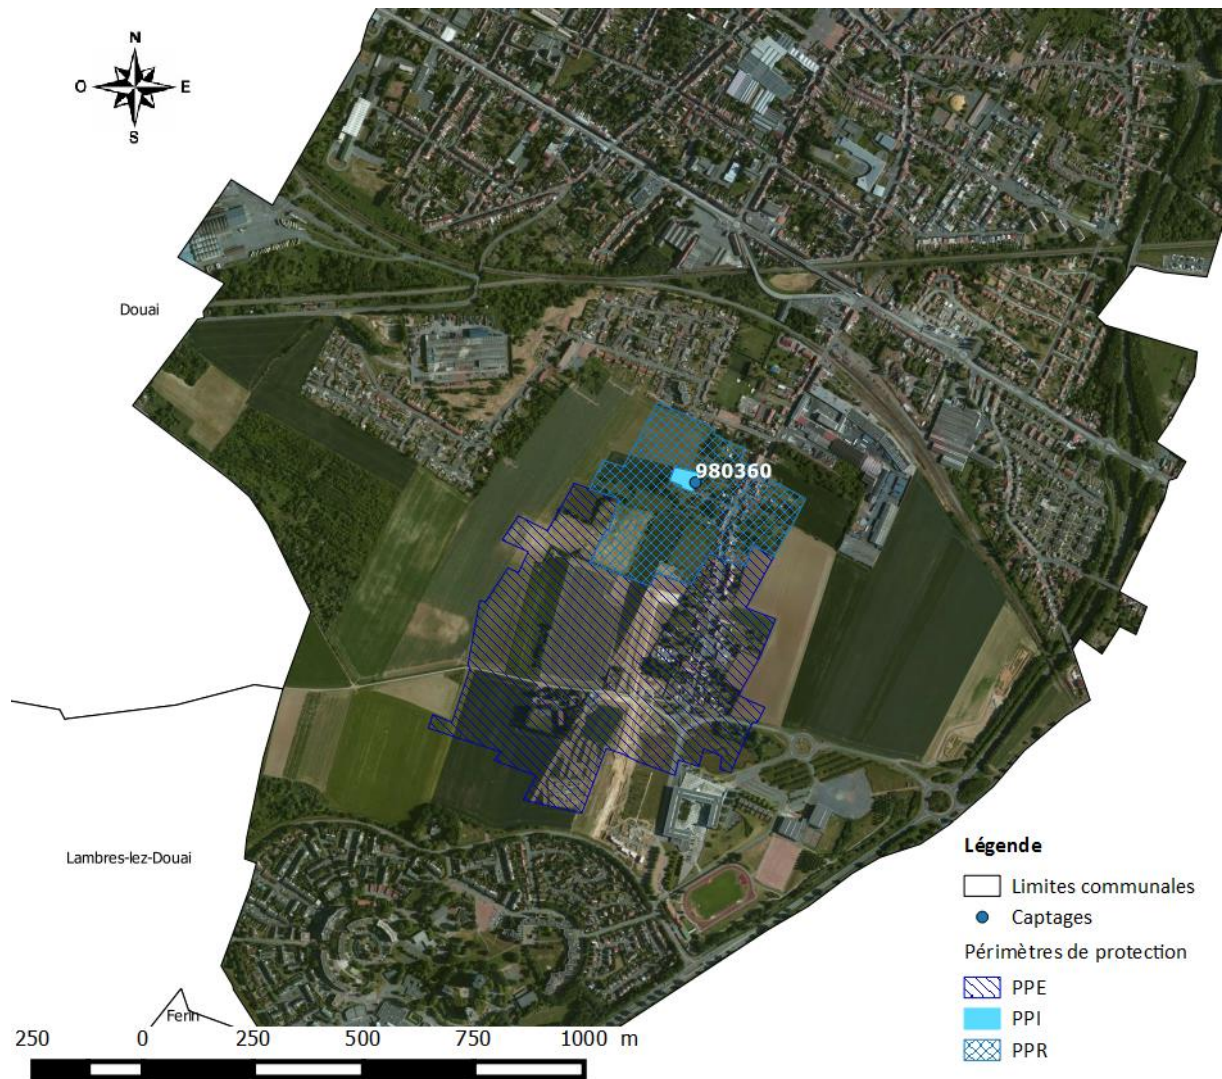 N
O E
S
Douai
980360
Lambres-lez-Douai
Férin
Légende
Limites communales
Captages
Périmètres de protection
PPE
PPI
PPR
250 0 250 500 750 1000 m